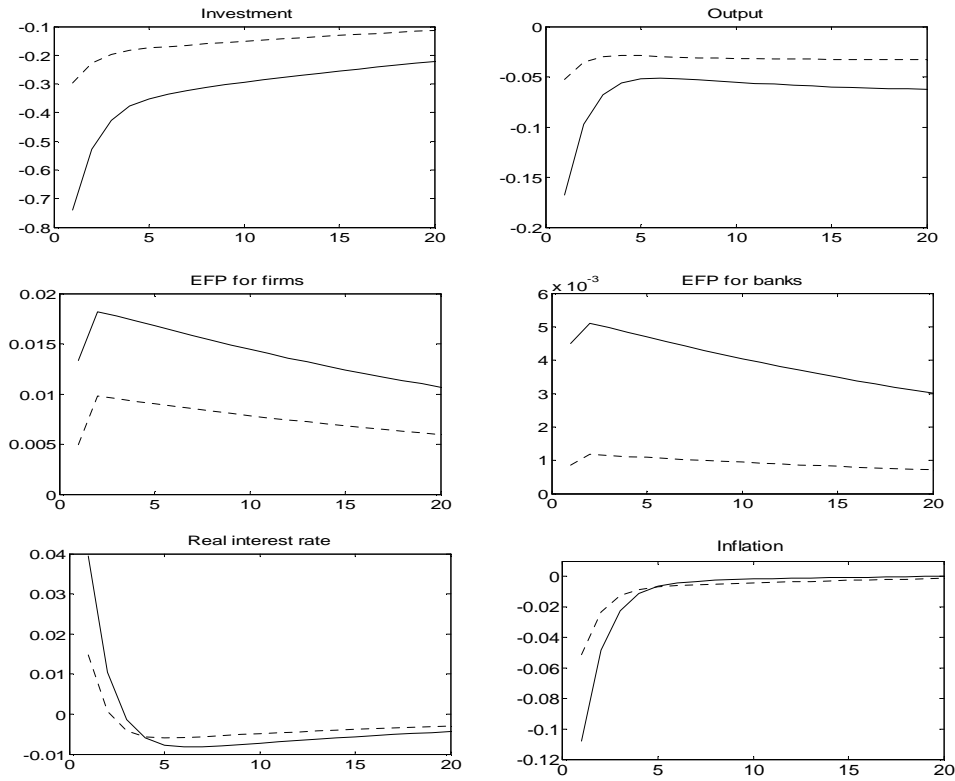 Investment
-0.1
-0.2
-0.3
-0.4
-0.5
-0.6
-0.7
-0.8
0 5 10 15 20
Output
0
-0.05
-0.1
-0.15
-0.2
0 5 10 15 20
EFP for firms
0.02
0.015
0.01
0.005
0
0 5 10 15 20
EFP for banks
x 10^-3
6
5
4
3
2
1
0
0 5 10 15 20
Real interest rate
0.04
0.03
0.02
0.01
0
-0.01
0 5 10 15 20
Inflation
0
-0.02
-0.04
-0.06
-0.08
-0.1
-0.12
0 5 10 15 20